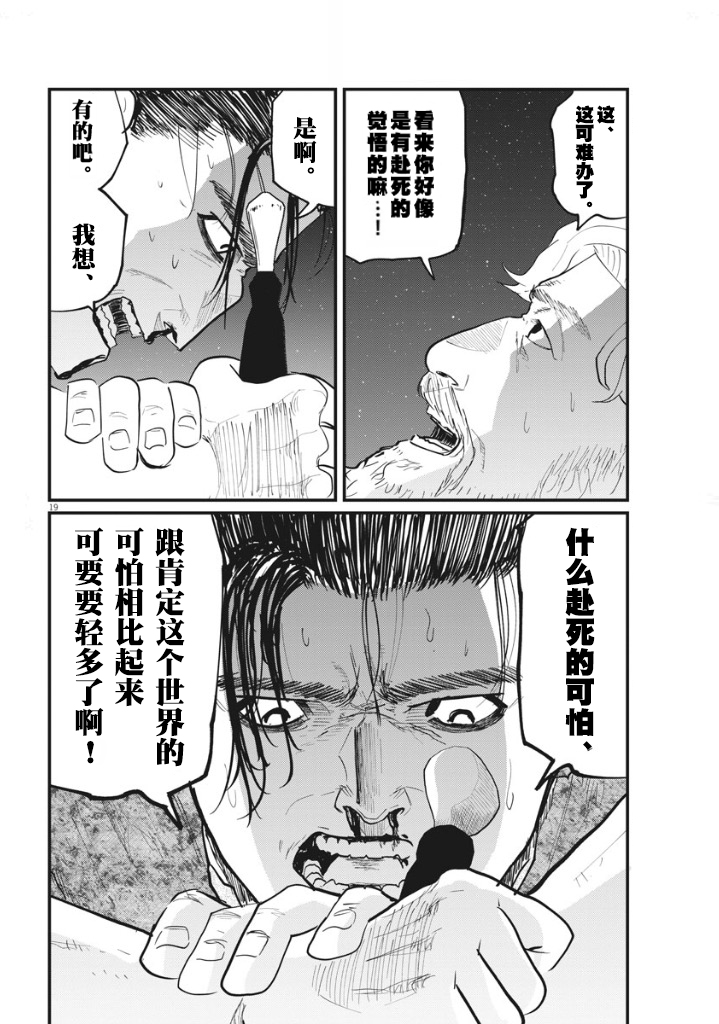 这、
这可难办了。
看来你好像
是有赴死的
觉悟的嘛…！
是啊。
有的吧。
我想、
19
什么赴死的可怕、
跟肯定这个世界的
可怕相比起来
可要要轻多了啊！